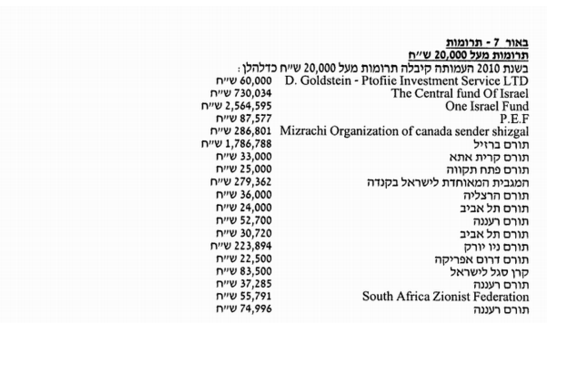 באור 7 - תרומות
תרומות מעל 20,000 ש"ח
בשנת 2010 העמותה קיבלה תרומות מעל 20,000 ש"ח כדלהלן:
D. Goldstein - Ptofiie Investment Service LTD 60,000 ש"ח
The Central fund Of Israel 730,034 ש"ח
One Israel Fund 2,564,595 ש"ח
P.E.F 87,577 ש"ח
Mizrachi Organization of canada sender shizgal 286,801 ש"ח
תורם ברזיל 1,786,788 ש"ח
תורם קרית אתא 33,000 ש"ח
תורם פתח תקווה 25,000 ש"ח
המגבית המאוחדת לישראל בקנדה 279,362 ש"ח
תורם הרצליה 36,000 ש"ח
תורם תל אביב 24,000 ש"ח
תורם רעננה 52,700 ש"ח
תורם תל אביב 30,720 ש"ח
תורם ניו יורק 223,894 ש"ח
תורם דרום אפריקה 22,500 ש"ח
קרן סגל לישראל 83,500 ש"ח
תורם רעננה 37,285 ש"ח
South Africa Zionist Federation 55,791 ש"ח
תורם רעננה 74,996 ש"ח